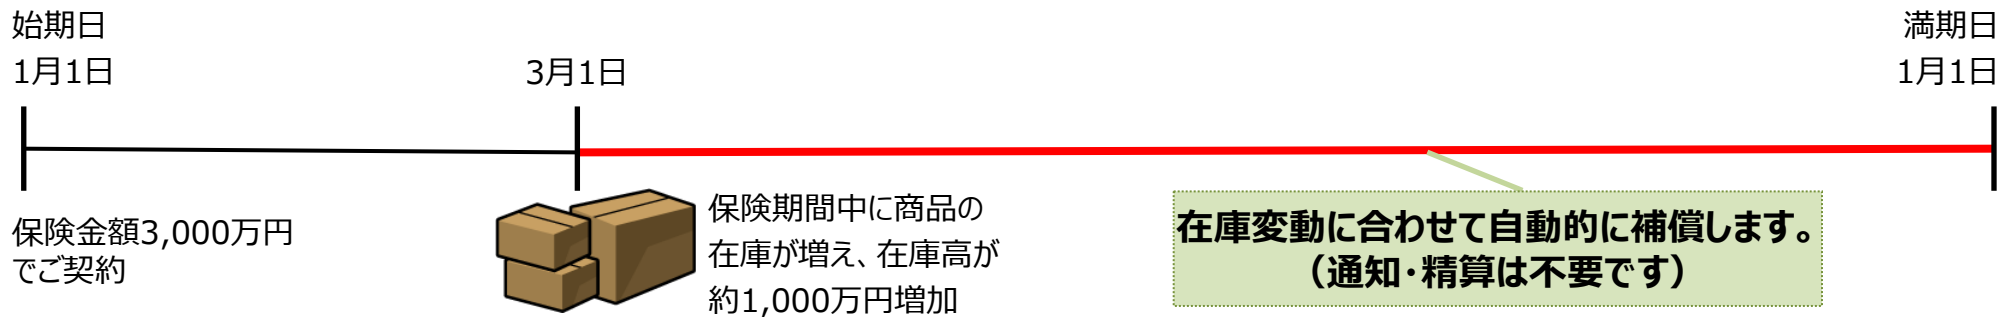 始期日
1月1日
3月1日
満期日
1月1日
保険金額3,000万円
でご契約
保険期間中に商品の
在庫が増え、在庫高が
約1,000万円増加
在庫変動に合わせて自動的に補償します。
（通知・精算は不要です）